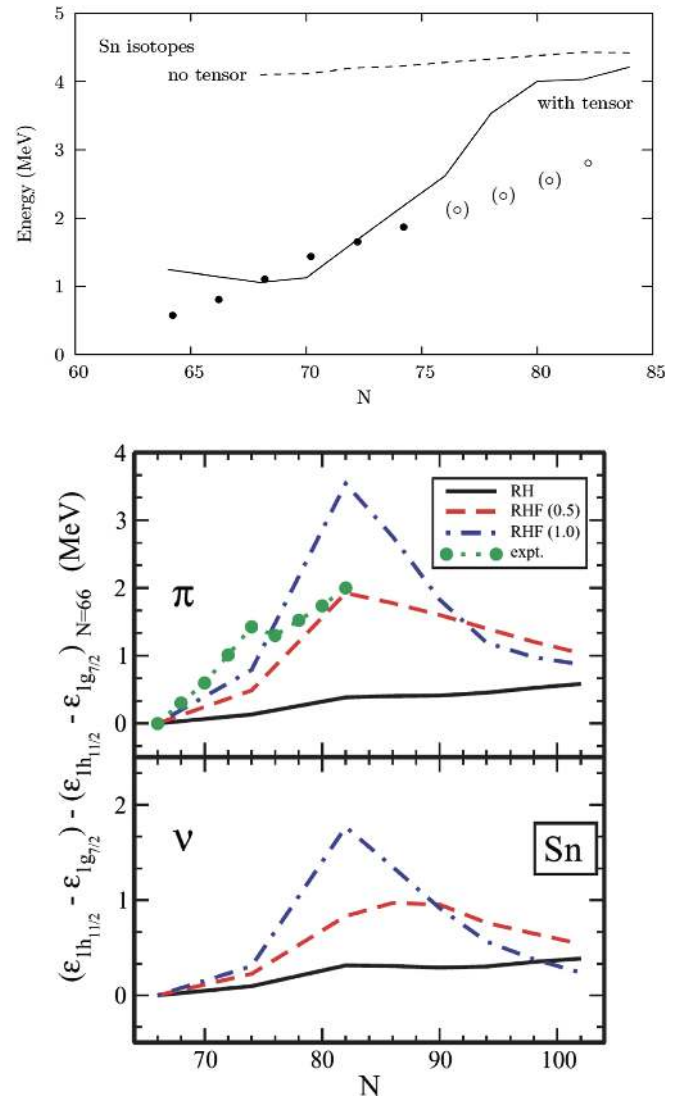 5
Sn isotopes
no tensor
4
with tensor
3
Energy (MeV)
(○)
(○)
(○)
2
1
0
60
65
70
75
80
85
N
4
RH
RHF (0.5)
RHF (1.0)
expt.
3
π
2
1
0
(ε1h11/2 - ε1g7/2) - (ε1h11/2 - ε1g7/2) N=66 (MeV)
2
ν
Sn
1
0
70
80
90
100
N